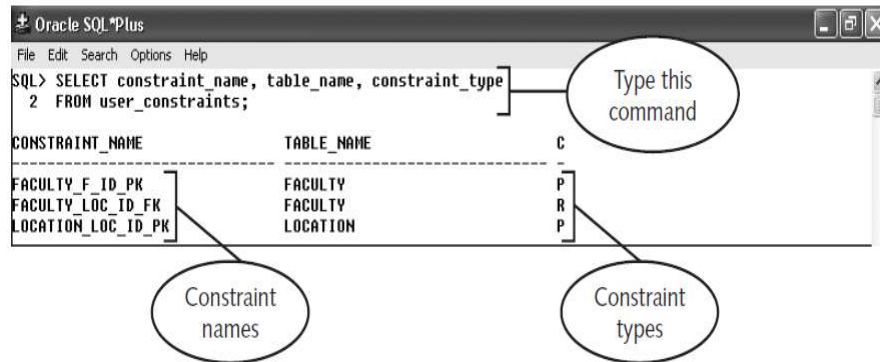 Oracle SQL*Plus
File Edit Search Options Help
SQL> SELECT constraint_name, table_name, constraint_type
2 FROM user_constraints;
Type this
command
CONSTRAINT_NAME TABLE_NAME C
------------------------------ ------------------------------ -
FACULTY_F_ID_PK FACULTY P
FACULTY_LOC_ID_FK FACULTY R
LOCATION_LOC_ID_PK LOCATION P
Constraint
names
Constraint
types